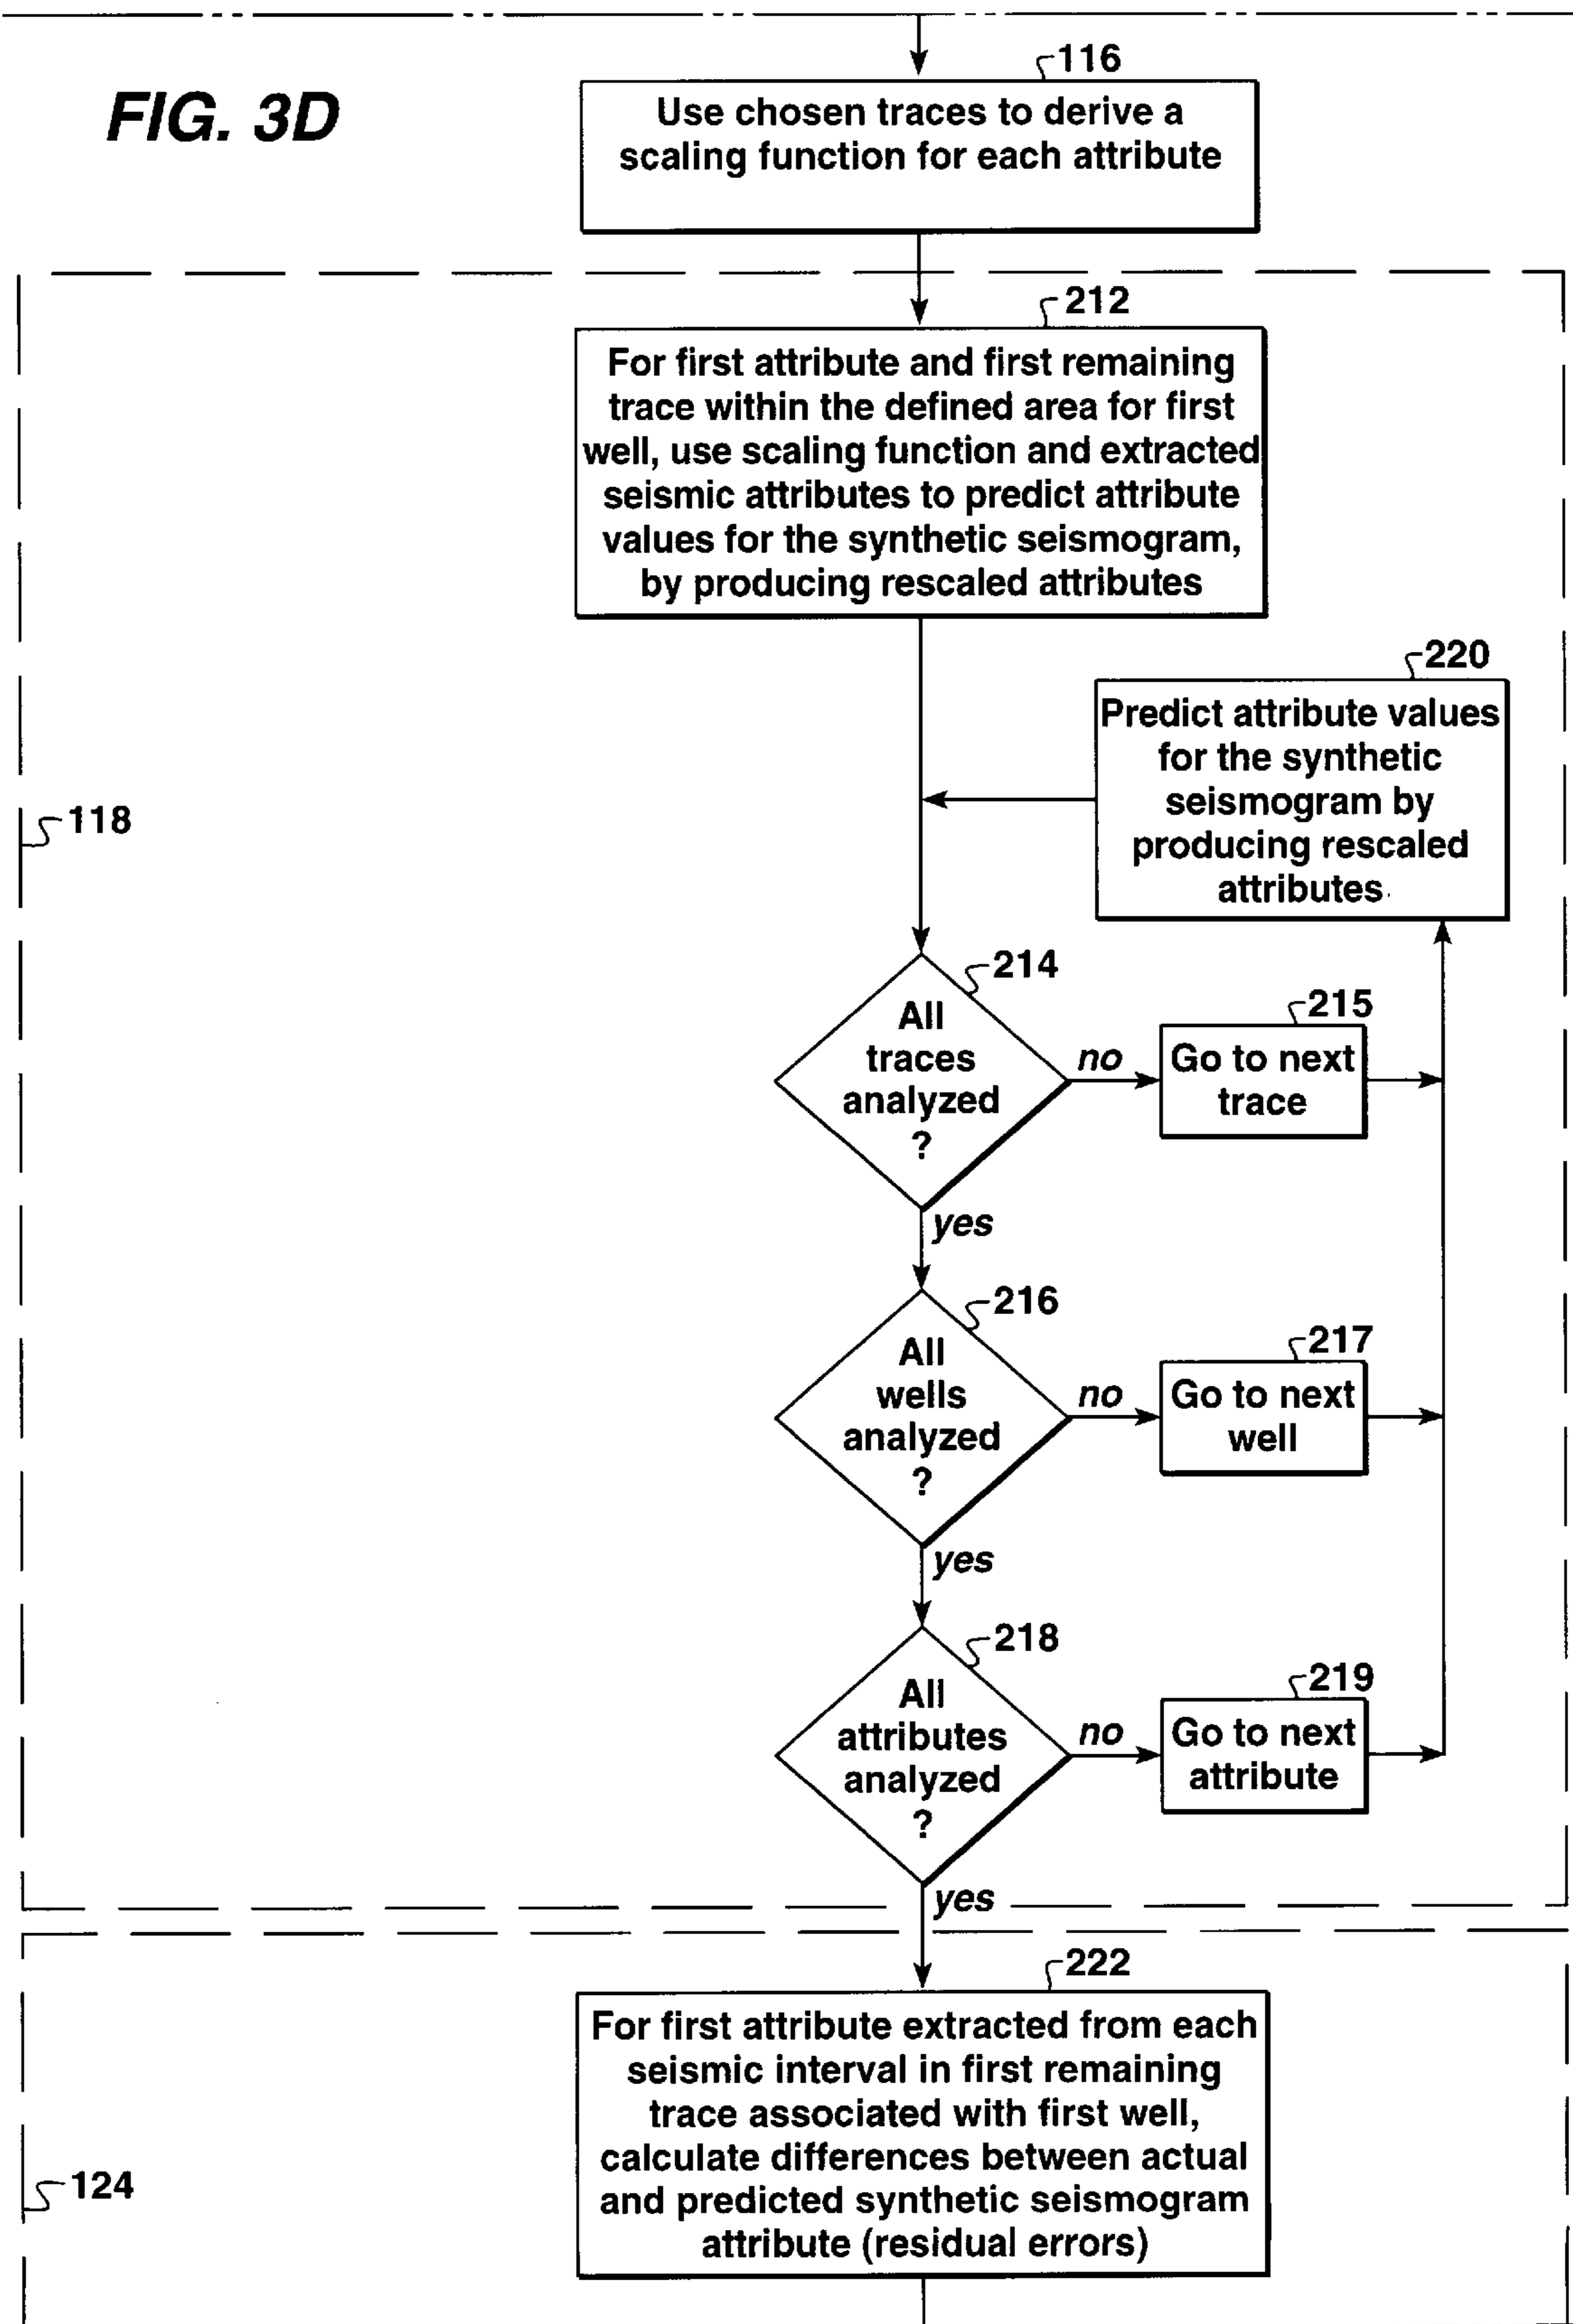 FIG. 3D
116
Use chosen traces to derive a
scaling function for each attribute
212
For first attribute and first remaining
trace within the defined area for first
well, use scaling function and extracted
seismic attributes to predict attribute
values for the synthetic seismogram,
by producing rescaled attributes
220
Predict attribute values
for the synthetic
seismogram by
producing rescaled
attributes
118
214
All
traces
analyzed
?
no
215
Go to next
trace
yes
216
All
wells
analyzed
?
no
217
Go to next
well
yes
218
All
attributes
analyzed
?
no
219
Go to next
attribute
yes
222
For first attribute extracted from each
seismic interval in first remaining
trace associated with first well,
calculate differences between actual
and predicted synthetic seismogram
attribute (residual errors)
124